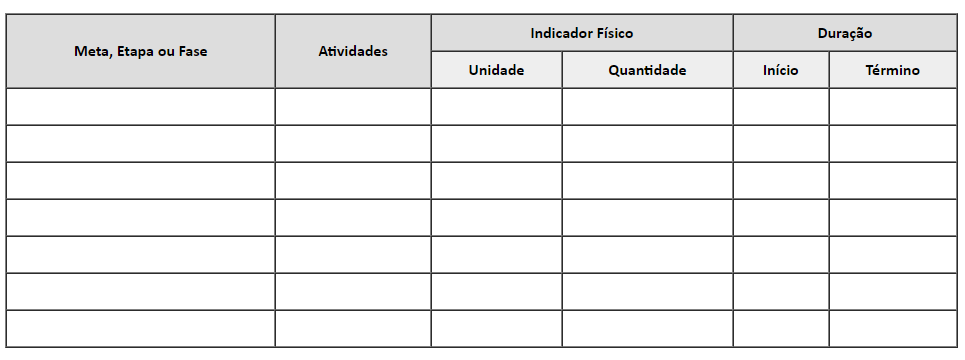 Meta, Etapa ou Fase
Atividades
Indicador Físico
Duração
Unidade
Quantidade
Início
Término